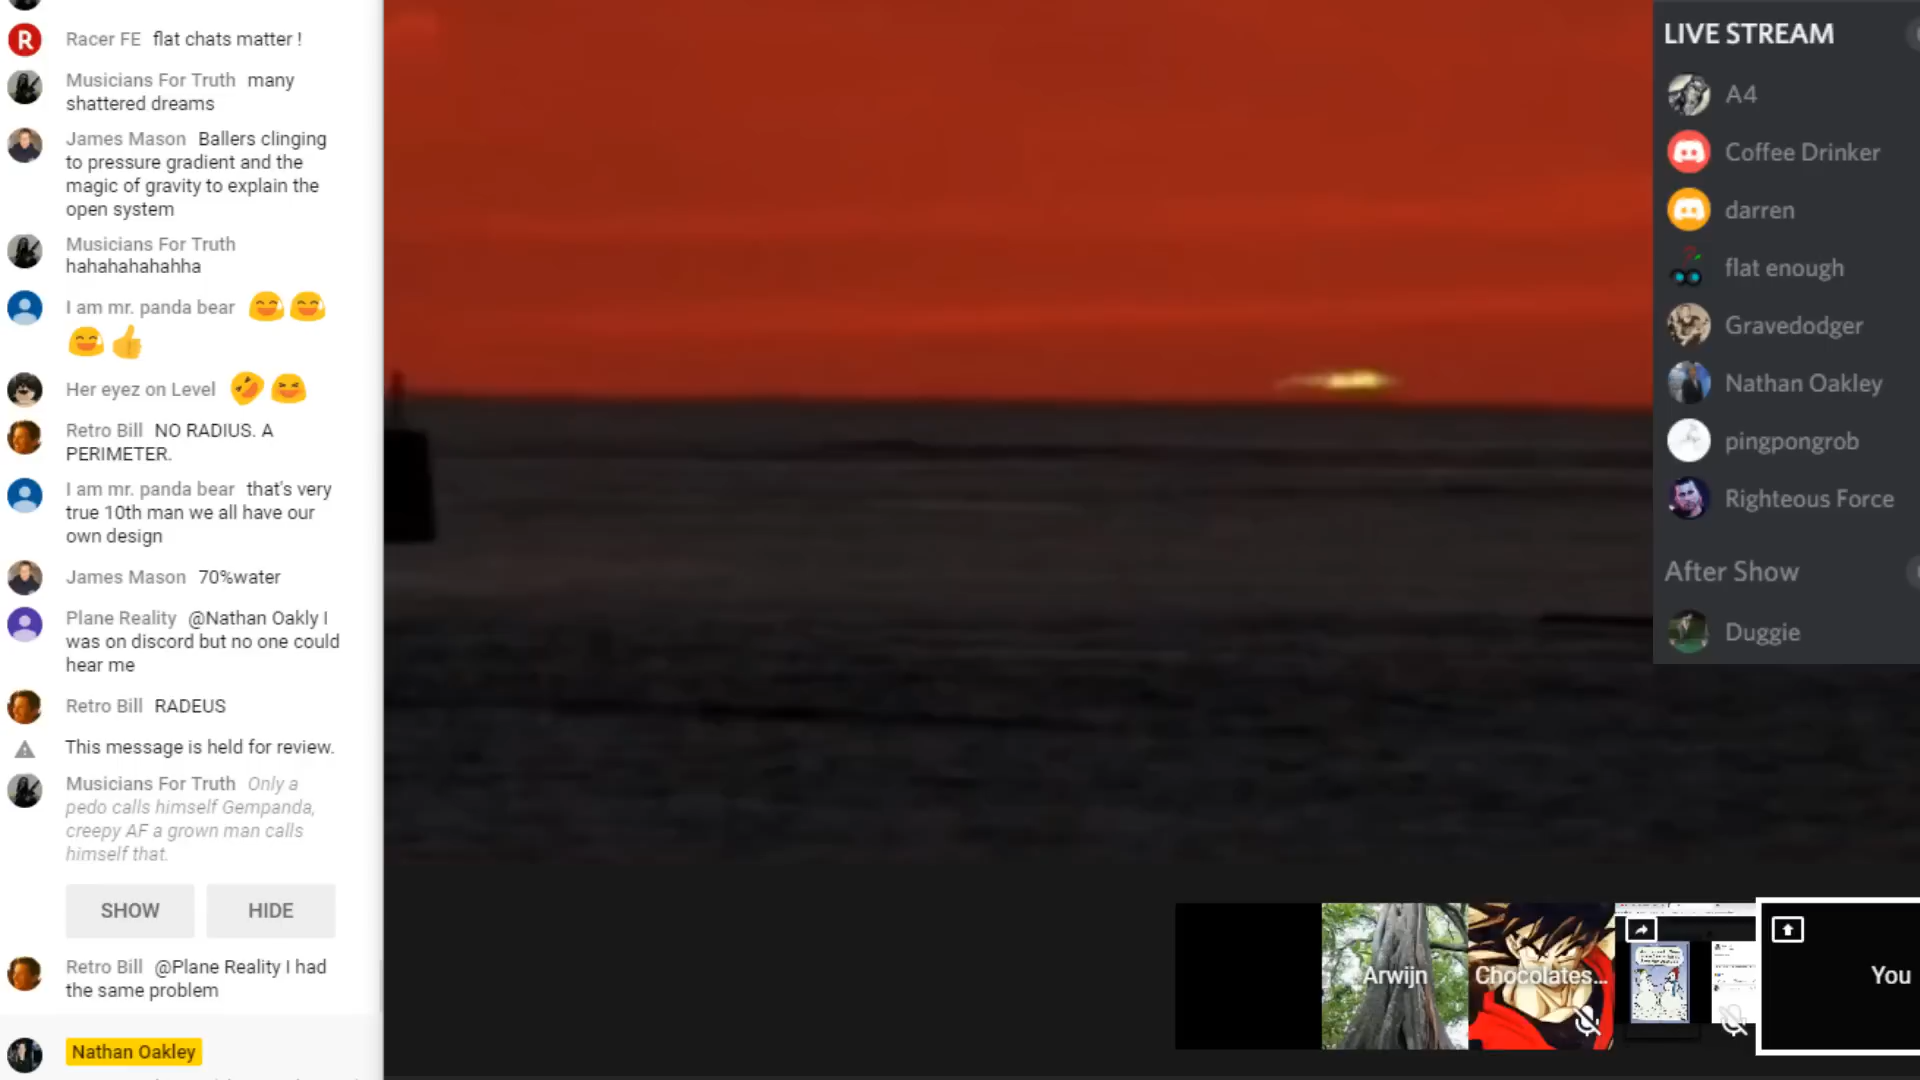 R
Racer FE flat chats matter !
Musicians For Truth many
shattered dreams
James Mason Ballers clinging
to pressure gradient and the
magic of gravity to explain the
open system
Musicians For Truth
hahahahahahha
I am mr. panda bear
Her eyez on Level
Retro Bill NO RADIUS. A
PERIMETER.
I am mr. panda bear that's very
true 10th man we all have our
own design
James Mason 70%water
Plane Reality @Nathan Oakly I
was on discord but no one could
hear me
Retro Bill RADEUS
This message is held for review.
Musicians For Truth Only a
pedo calls himself Gempanda,
creepy AF a grown man calls
himself that.
SHOW HIDE
Retro Bill @Plane Reality I had
the same problem
Nathan Oakley
LIVE STREAM
A4
Coffee Drinker
darren
flat enough
Gravedodger
Nathan Oakley
pingpongrob
Righteous Force
After Show
Duggie
Arwijn
Chocolates...
You